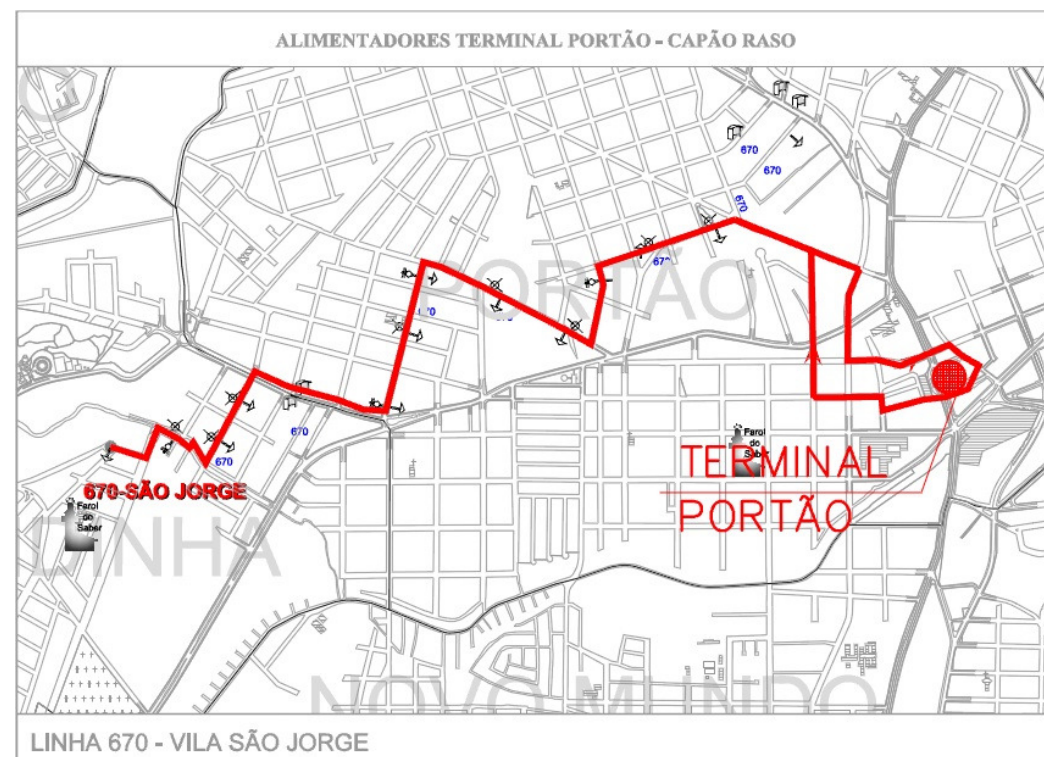 ALIMENTADORES TERMINAL PORTÃO - CAPÃO RASO
670
670
670
PORTÃO
670
670
Farol
do
Saber
TERMINAL
PORTÃO
670-SÃO JORGE
Farol
do
Saber
DINHA
NOVO MUNDO
LINHA 670 - VILA SÃO JORGE